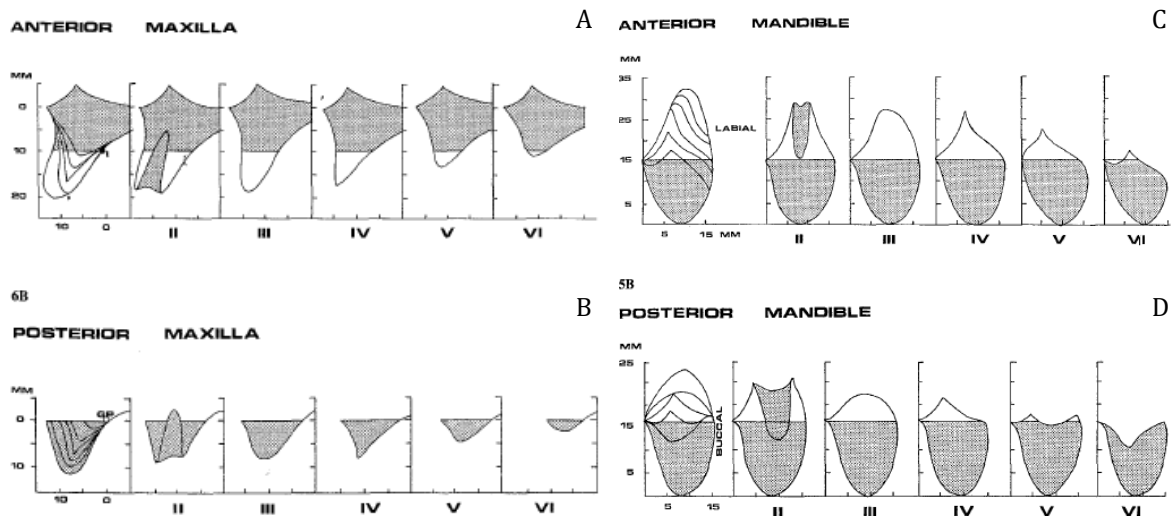 A
ANTERIOR MAXILLA
MM
0
10
20
10 0
II III IV V VI
6B
B
POSTERIOR MAXILLA
MM
GP
0
10
10 0
II III IV V VI
C
ANTERIOR MANDIBLE
MM
35
25
LABIAL
15
5
5 15 MM
II III IV V VI
5B
D
POSTERIOR MANDIBLE
MM
25
15
BUCCAL
5
5 15
II III IV V VI